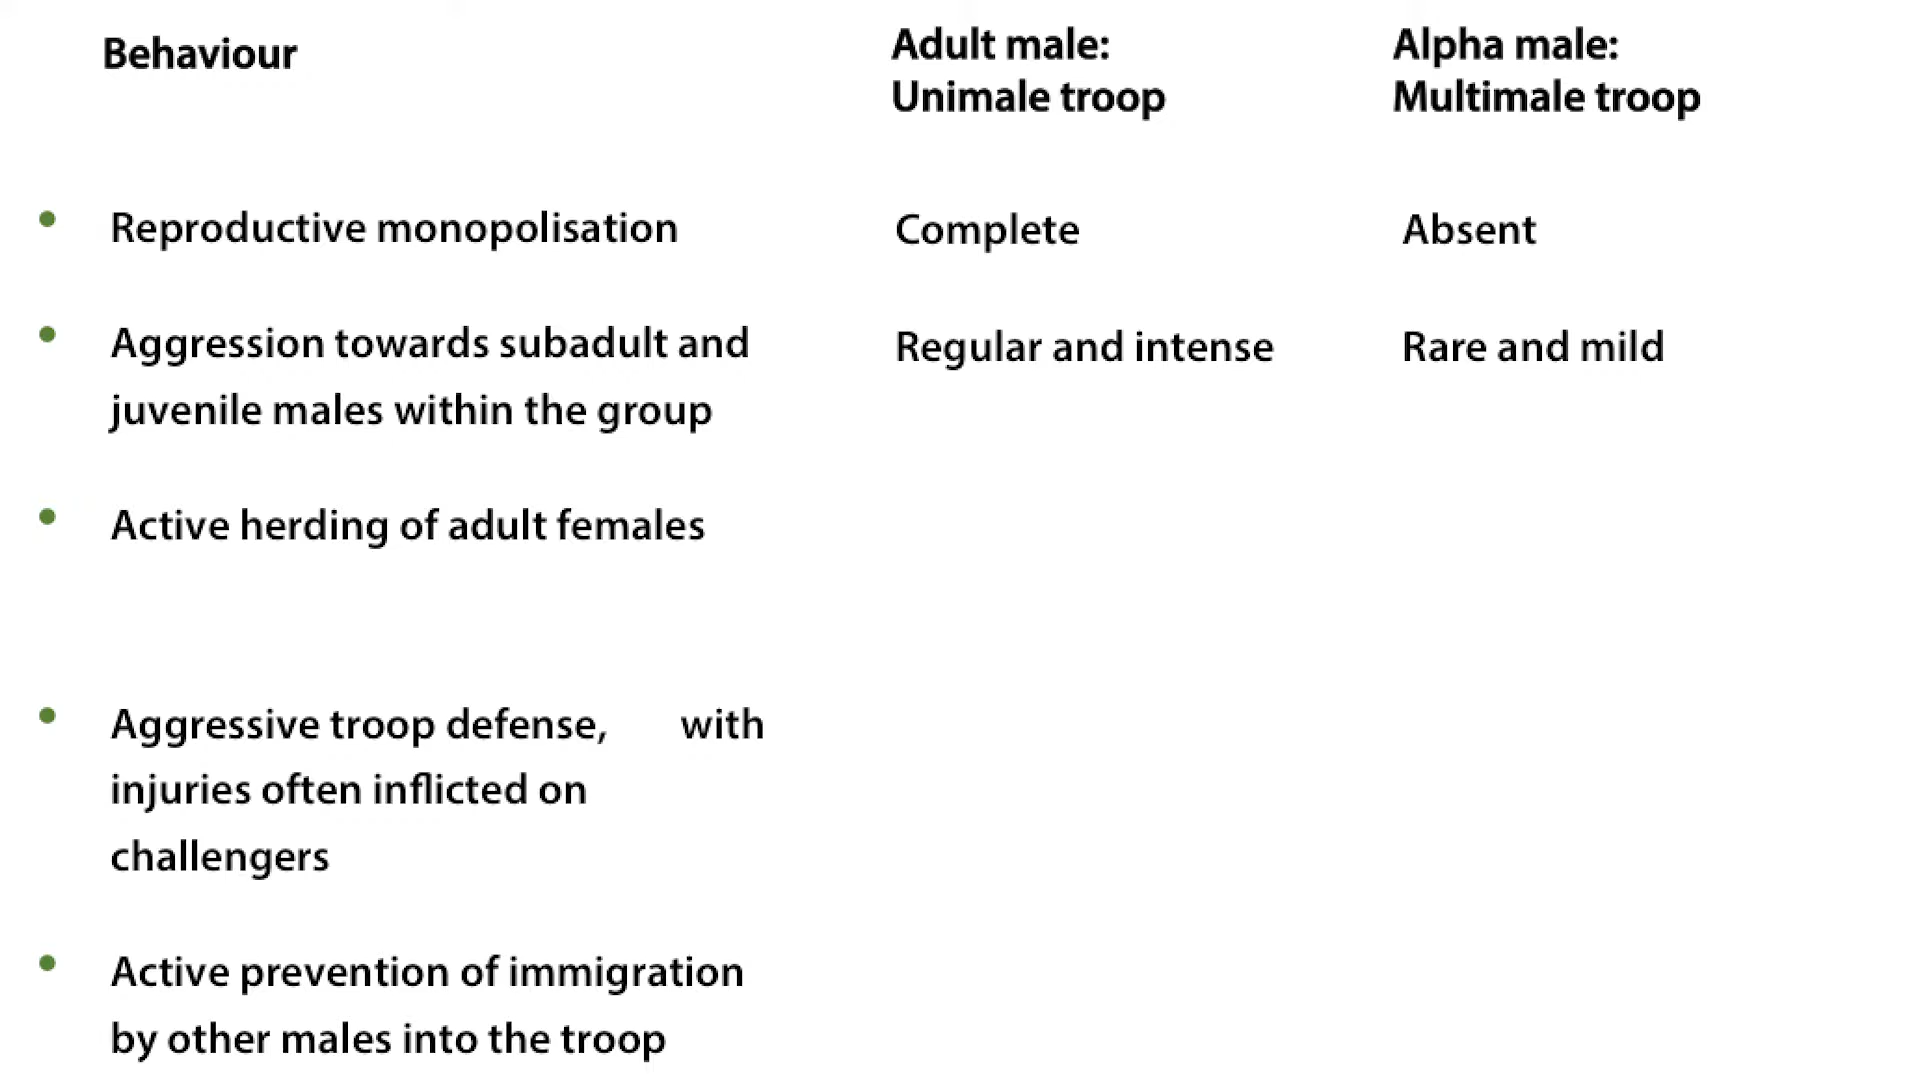 Behaviour
Adult male:
Unimale troop
Alpha male:
Multimale troop
• Reproductive monopolisation
Complete
Absent
• Aggression towards subadult and
juvenile males within the group
Regular and intense
Rare and mild
• Active herding of adult females
• Aggressive troop defense, with
injuries often inflicted on
challengers
• Active prevention of immigration
by other males into the troop